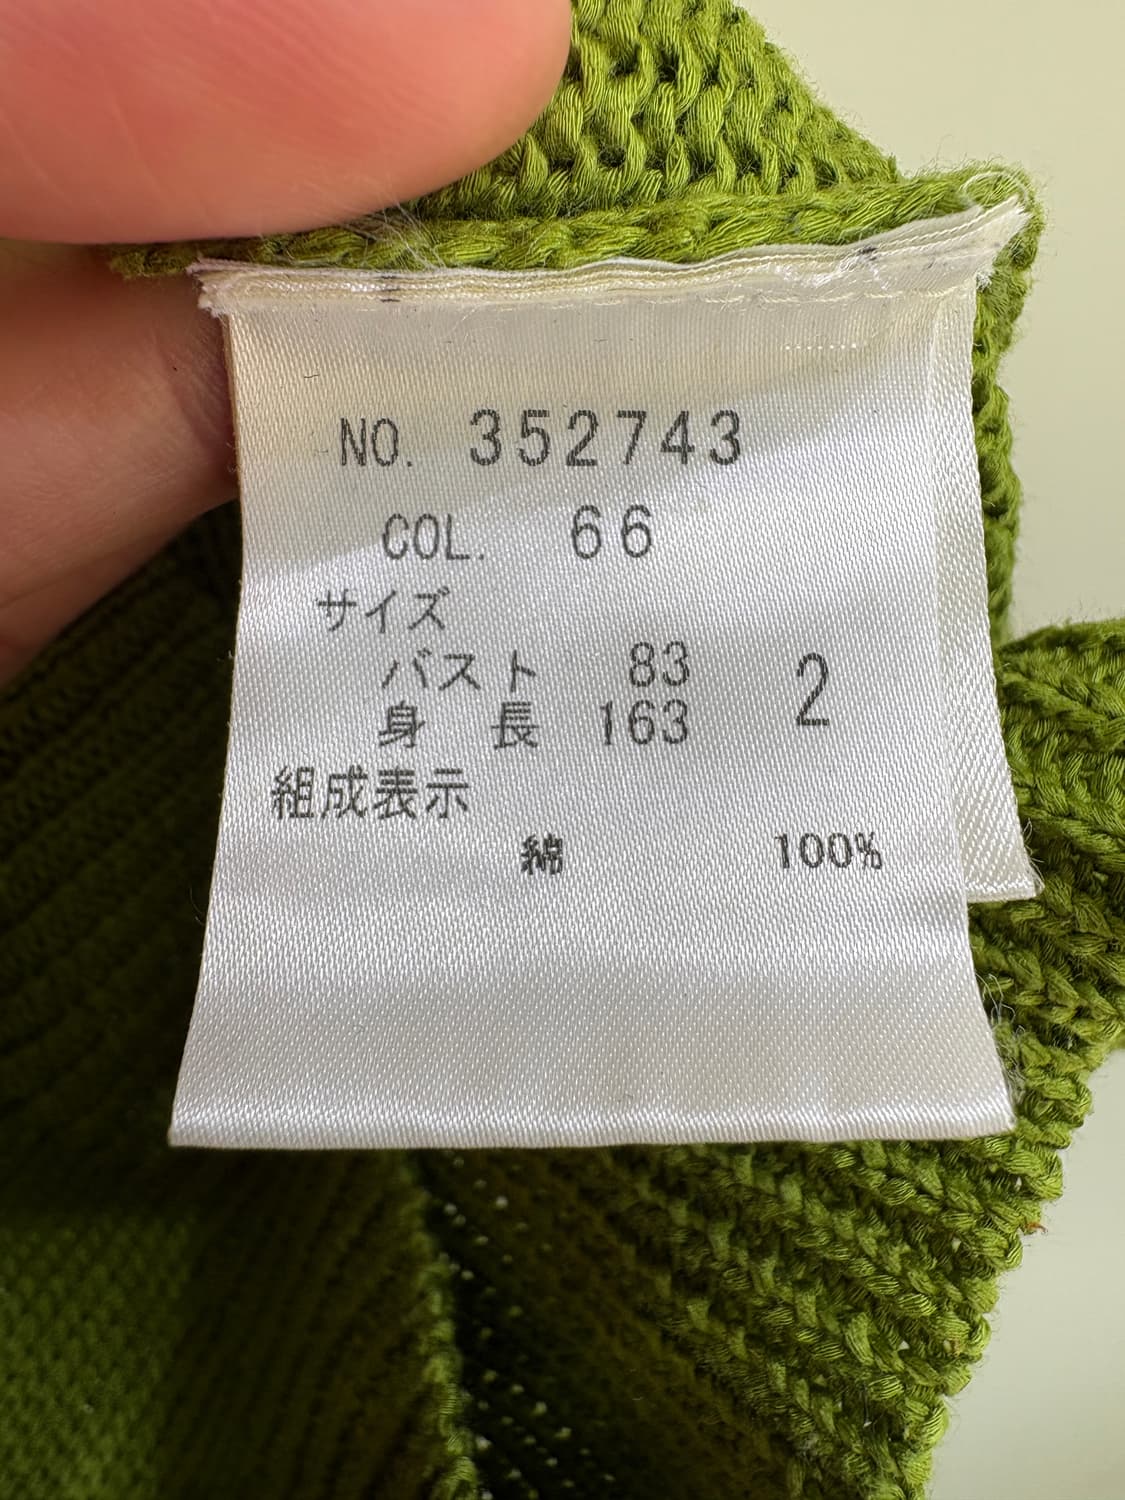 NO. 352743
COL. 66
サイズ
バスト 83
身 長 163 2
組成表示
綿 100%